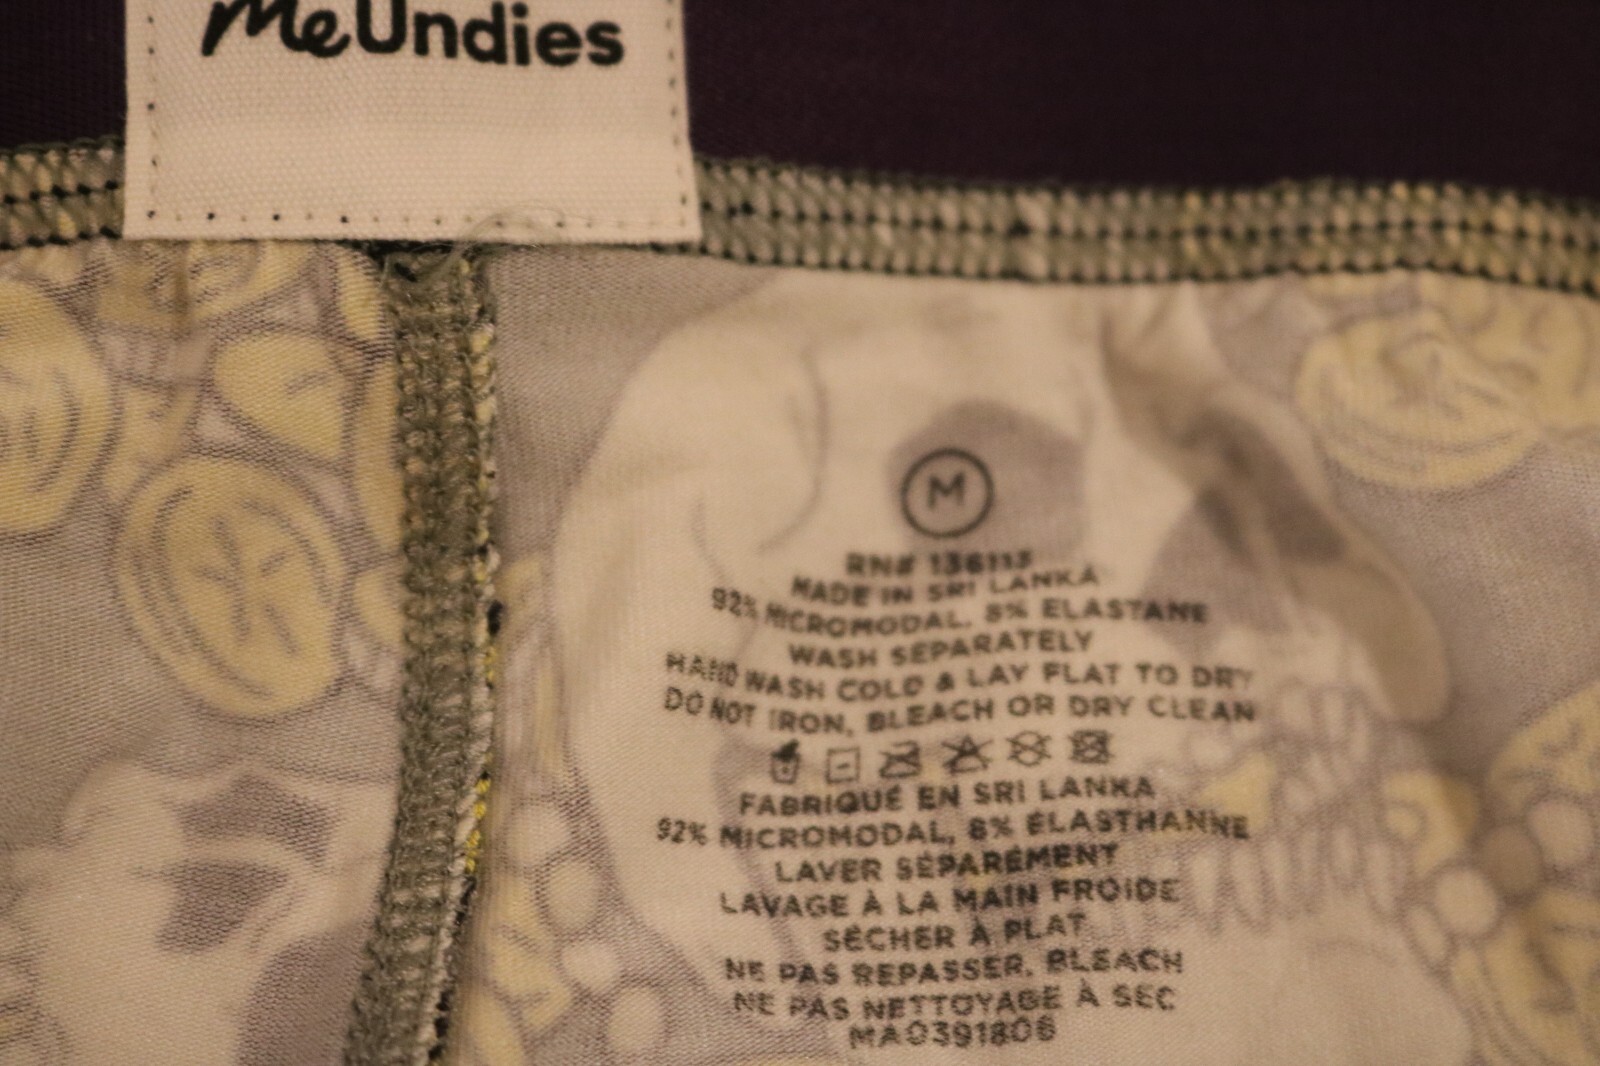 MeUndies
M
RN# 136113
MADE IN SRI LANKA
92% MICROMODAL, 8% ELASTANE
WASH SEPARATELY
HAND WASH COLD & LAY FLAT TO DRY
DO NOT IRON, BLEACH OR DRY CLEAN
FABRIQUÉ EN SRI LANKA
92% MICROMODAL, 8% ÉLASTHANNE
LAVER SÉPARÉMENT
LAVAGE À LA MAIN FROIDE
SÉCHER À PLAT
NE PAS REPASSER, BLEACH
NE PAS NETTOYAGE À SEC
MA0391808